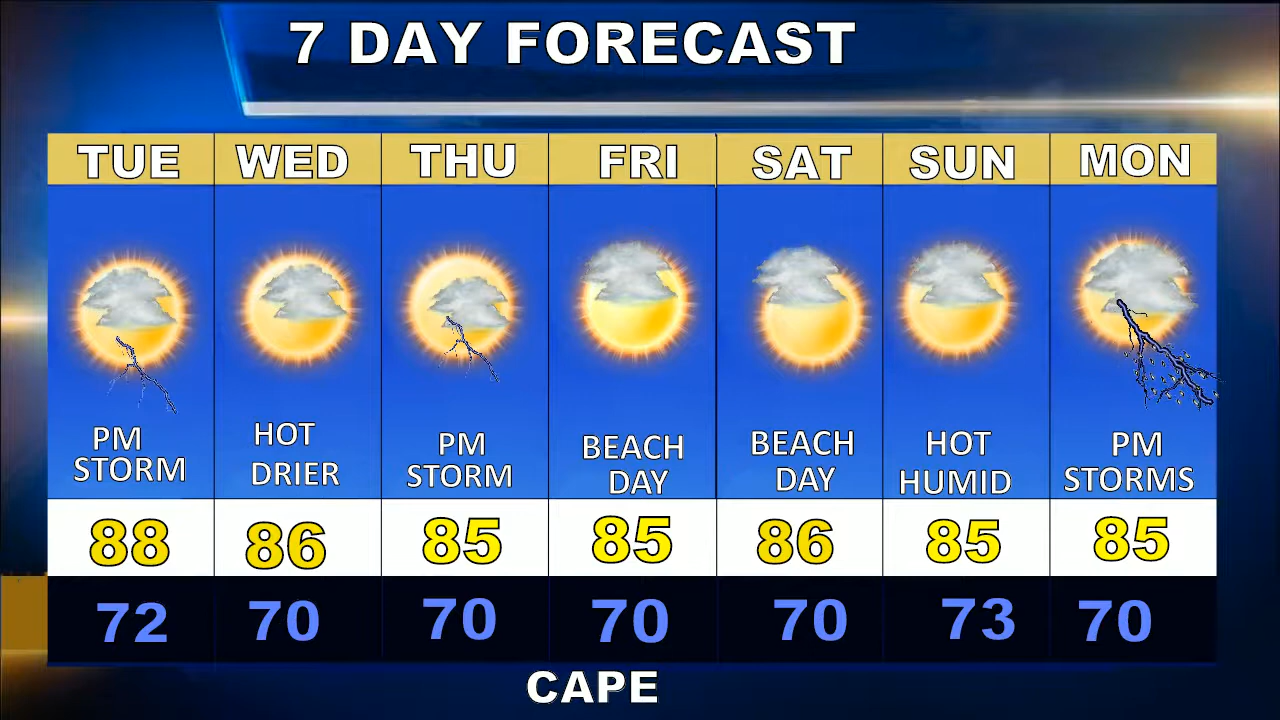 7 DAY FORECAST
TUE WED THU FRI SAT SUN MON
PM STORM
HOT DRIER
PM STORM
BEACH DAY
BEACH DAY
HOT HUMID
PM STORMS
88 86 85 85 86 85 85
72 70 70 70 70 73 70
CAPE